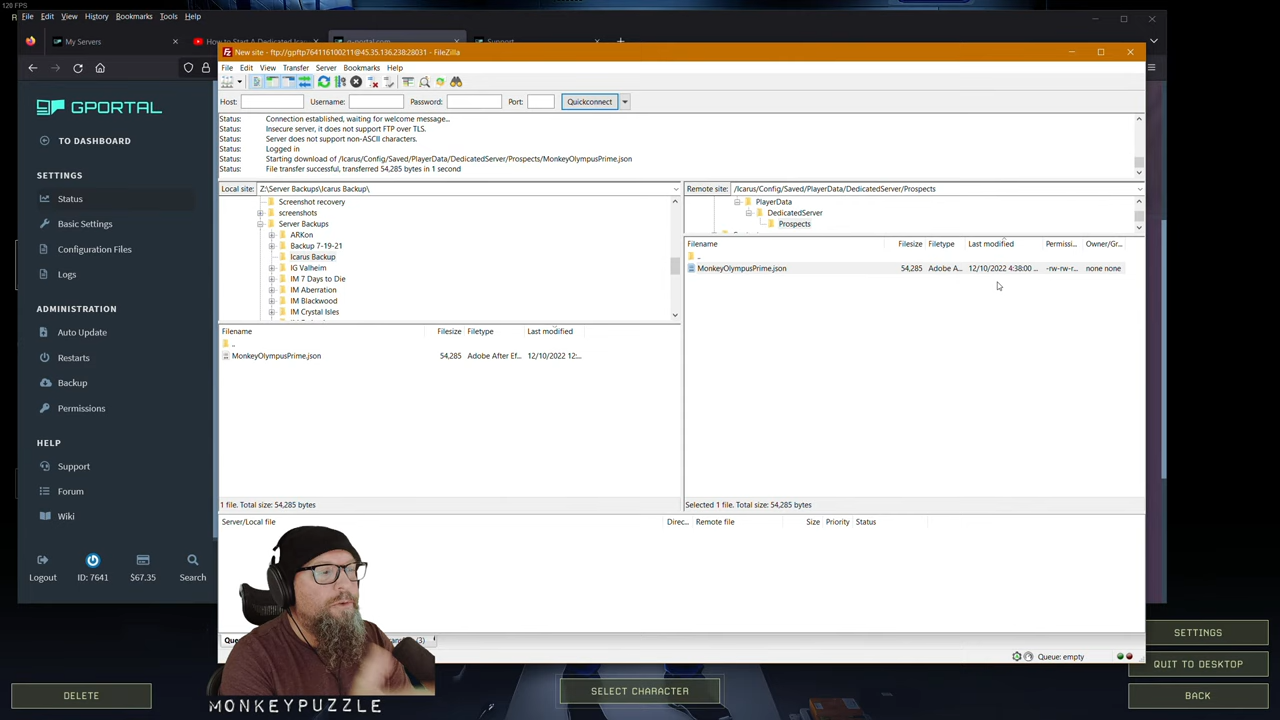 120 FPS
File Edit View History Bookmarks Tools Help
My Servers
How to Start A Dedicated
g-portal.com
Support
New site - ftp://gpftp764116100211@45.35.136.238:28031 - FileZilla
File Edit View Transfer Server Bookmarks Help
Host: Username: Password: Port: Quickconnect
Status: Connection established, waiting for welcome message...
Status: Insecure server, it does not support FTP over TLS.
Status: Server does not support non-ASCII characters.
Status: Logged in
Status: Starting download of /Icarus/Config/Saved/PlayerData/DedicatedServer/Prospects/MonkeyOlympusPrime.json
Status: File transfer successful, transferred 54,285 bytes in 1 second
Local site: Z:\Server Backups\Icarus Backup\
Screenshot recovery
screenshots
Server Backups
ARKon
Backup 7-19-21
Icarus Backup
IG Valheim
IM 7 Days to Die
IM Aberration
IM Blackwood
IM Crystal Isles
Filename Filesize Filetype Last modified
..
MonkeyOlympusPrime.json 54,285 Adobe After Ef... 12/10/2022 12:...
1 file. Total size: 54,285 bytes
Remote site: /Icarus/Config/Saved/PlayerData/DedicatedServer/Prospects
PlayerData
DedicatedServer
Prospects
Filename Filesize Filetype Last modified Permissi... Owner/Gr...
..
MonkeyOlympusPrime.json 54,285 Adobe A... 12/10/2022 4:38:00 ... -rw-rw-r... none none
Selected 1 file. Total size: 54,285 bytes
Server/Local file Direc... Remote file Size Priority Status
Queue: empty
GPORTAL
TO DASHBOARD
SETTINGS
Status
Basic Settings
Configuration Files
Logs
ADMINISTRATION
Auto Update
Restarts
Backup
Permissions
HELP
Support
Forum
Wiki
Logout ID: 7641 $67.35 Search
SETTINGS
QUIT TO DESKTOP
BACK
DELETE
SELECT CHARACTER
MONKEYPUZZLE